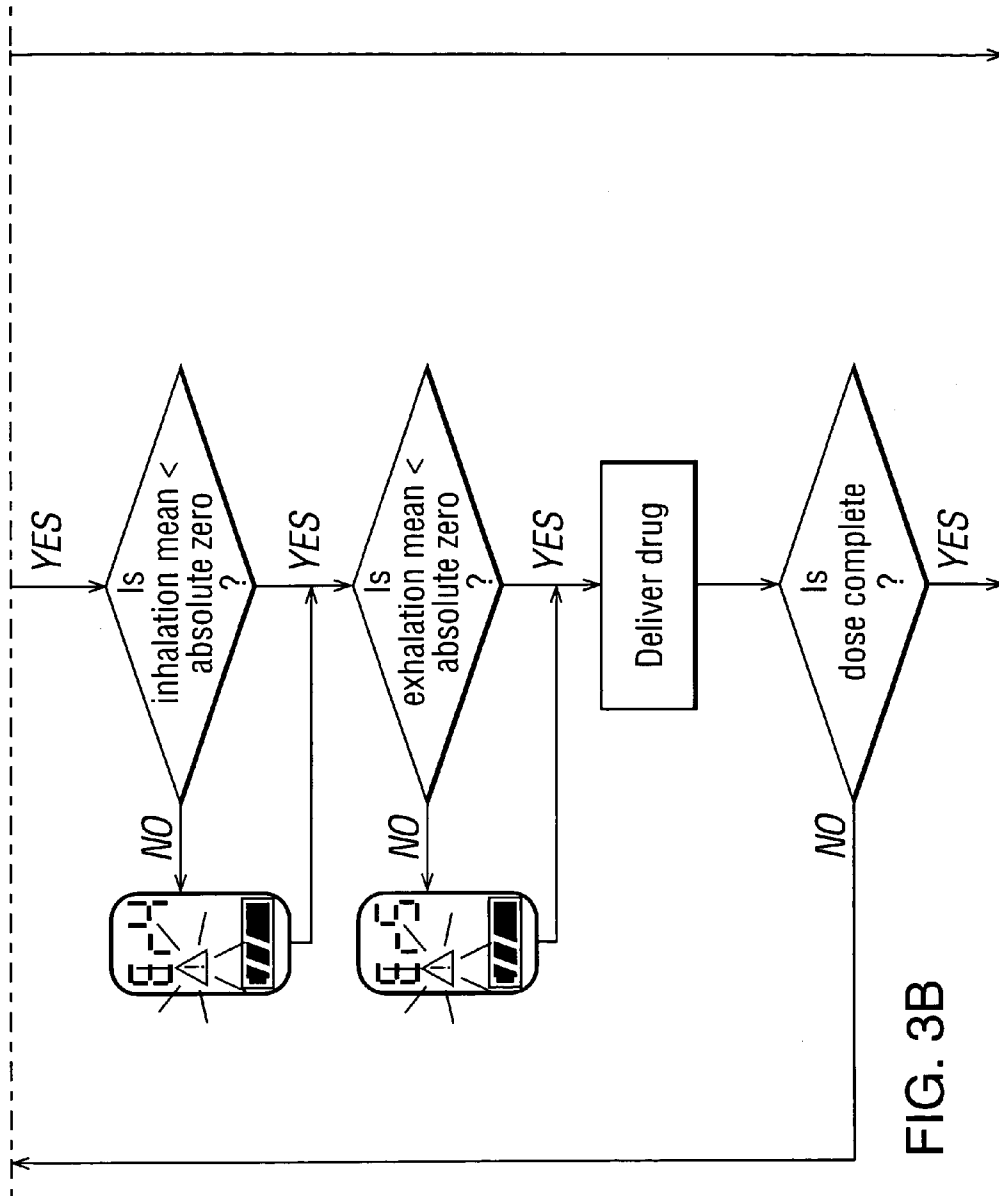 YES
Is
inhalation mean <
absolute zero
?
NO
YES
Is
exhalation mean <
absolute zero
?
NO
YES
Deliver drug
Is
dose complete
?
NO
YES
FIG. 3B